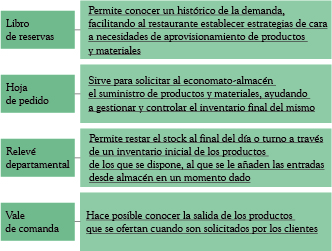 Libro
de reservas
Permite conocer un histórico de la demanda,
facilitando al restaurante establecer estrategias de cara
a necesidades de aprovisionamiento de productos
y materiales
Hoja
de pedido
Sirve para solicitar al economato-almacén
el suministro de productos y materiales, ayudando
a gestionar y controlar el inventario final del mismo
Relevé
departamental
Permite restar el stock al final del día o turno a través
de un inventario inicial de los productos
de los que se dispone, al que se le añaden las entradas
desde almacén en un momento dado
Vale
de comanda
Hace posible conocer la salida de los productos
que se ofertan cuando son solicitados por los clientes